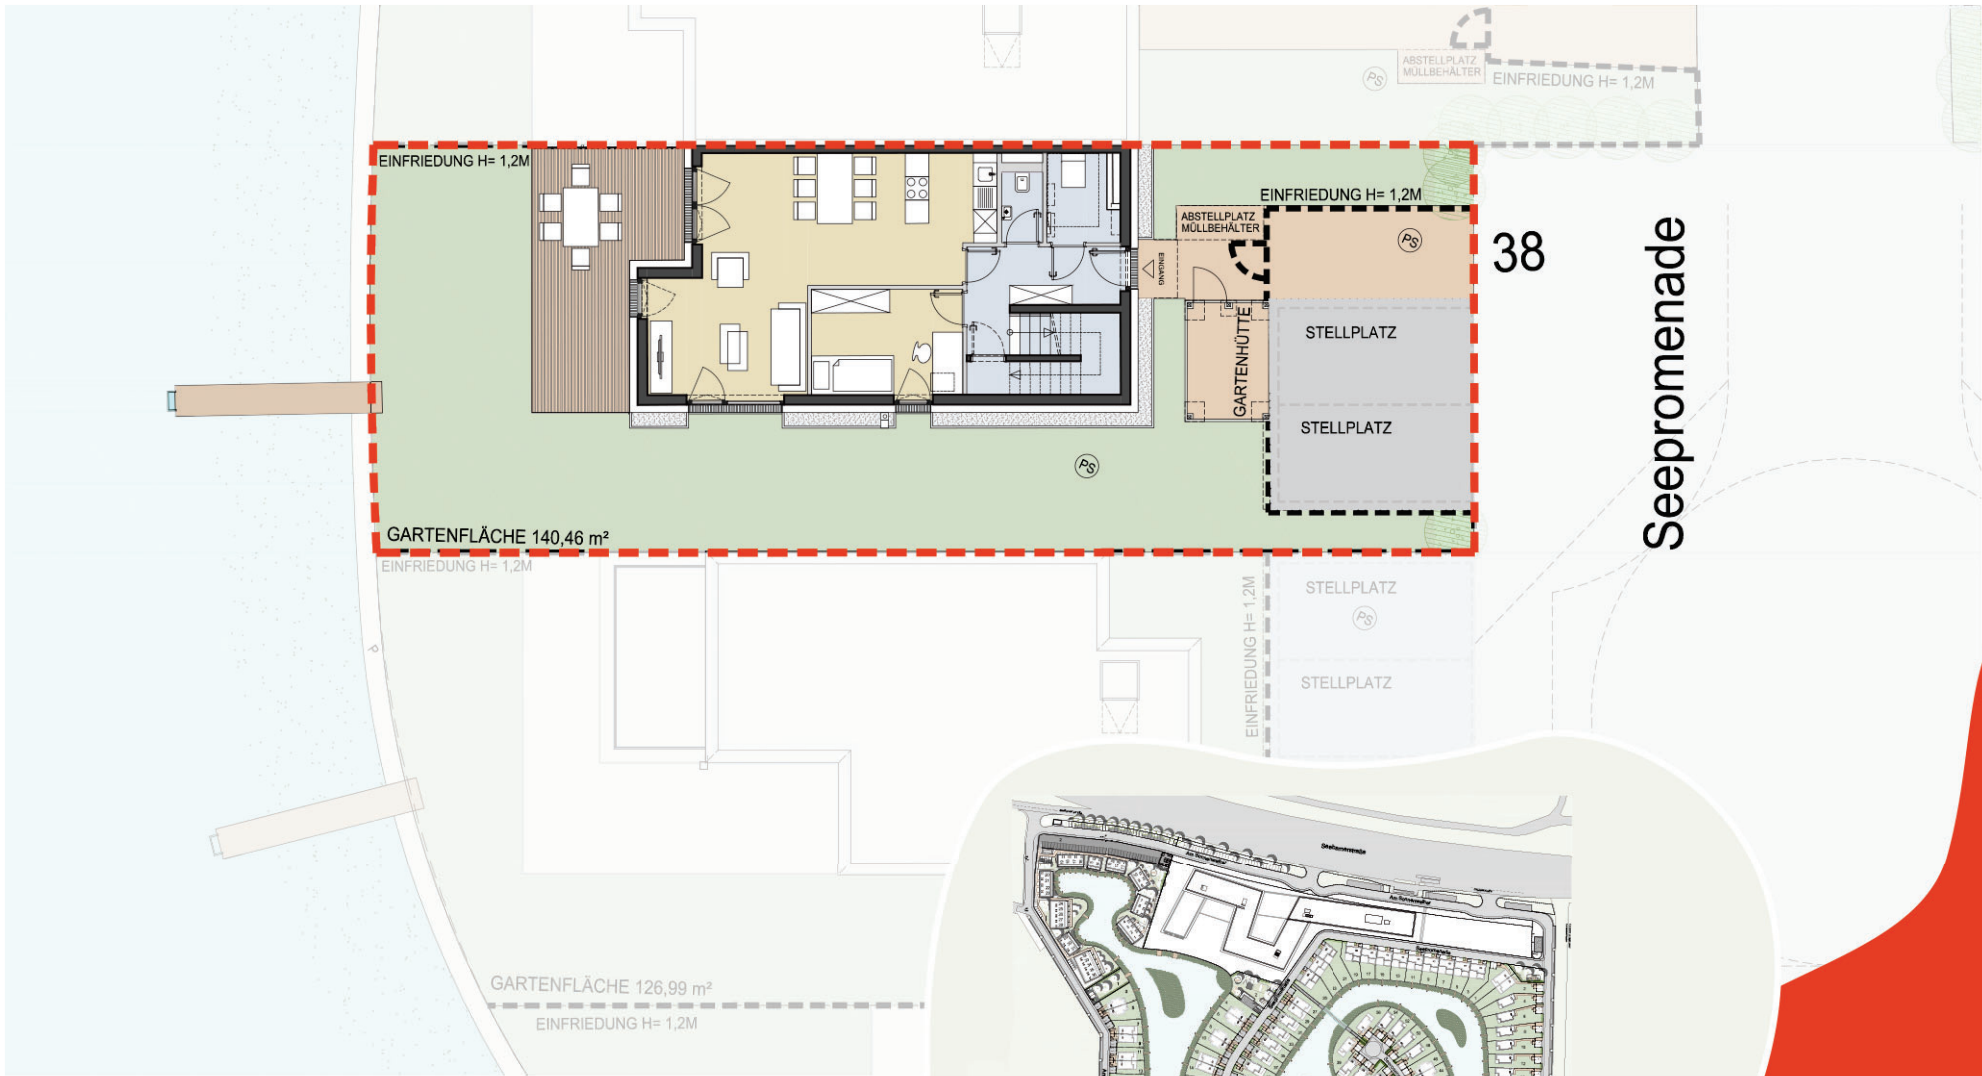 ABSTELLPLATZ
MÜLLBEHÄLTER
PS
EINFRIEDUNG H= 1,2M
EINFRIEDUNG H= 1,2M
EINFRIEDUNG H= 1,2M
ABSTELLPLATZ
MÜLLBEHÄLTER
PS
EINGANG
38
Seepromenade
GARTENHÜTTE
STELLPLATZ
STELLPLATZ
PS
GARTENFLÄCHE 140,46 m²
EINFRIEDUNG H= 1,2M
EINFRIEDUNG H= 1,2M
STELLPLATZ
PS
STELLPLATZ
P
GARTENFLÄCHE 126,99 m²
EINFRIEDUNG H= 1,2M